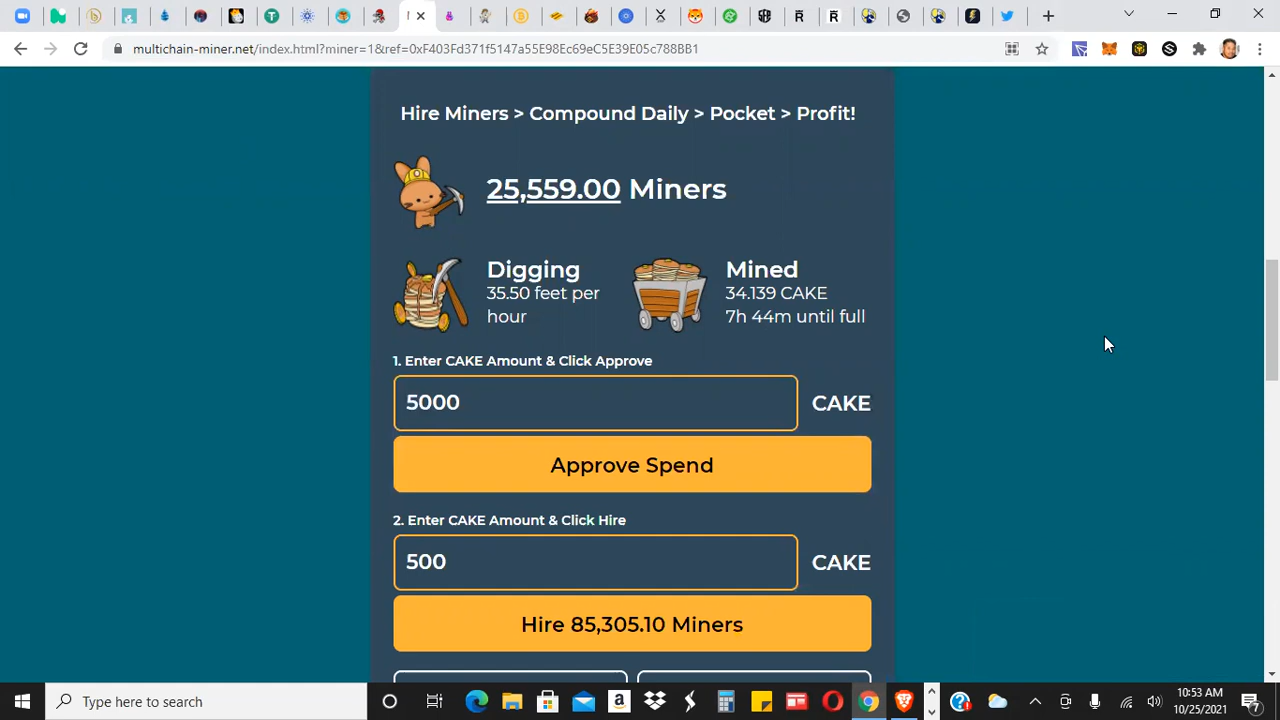 multichain-miner.net/index.html?miner=1&ref=0xF403Fd371f5147a55E98Ec69eC5E39E05c788BB1
Hire Miners > Compound Daily > Pocket > Profit!
25,559.00 Miners
Digging
35.50 feet per
hour
Mined
34.139 CAKE
7h 44m until full
1. Enter CAKE Amount & Click Approve
5000
CAKE
Approve Spend
2. Enter CAKE Amount & Click Hire
500
CAKE
Hire 85,305.10 Miners
Type here to search
10:53 AM
10/25/2021
7